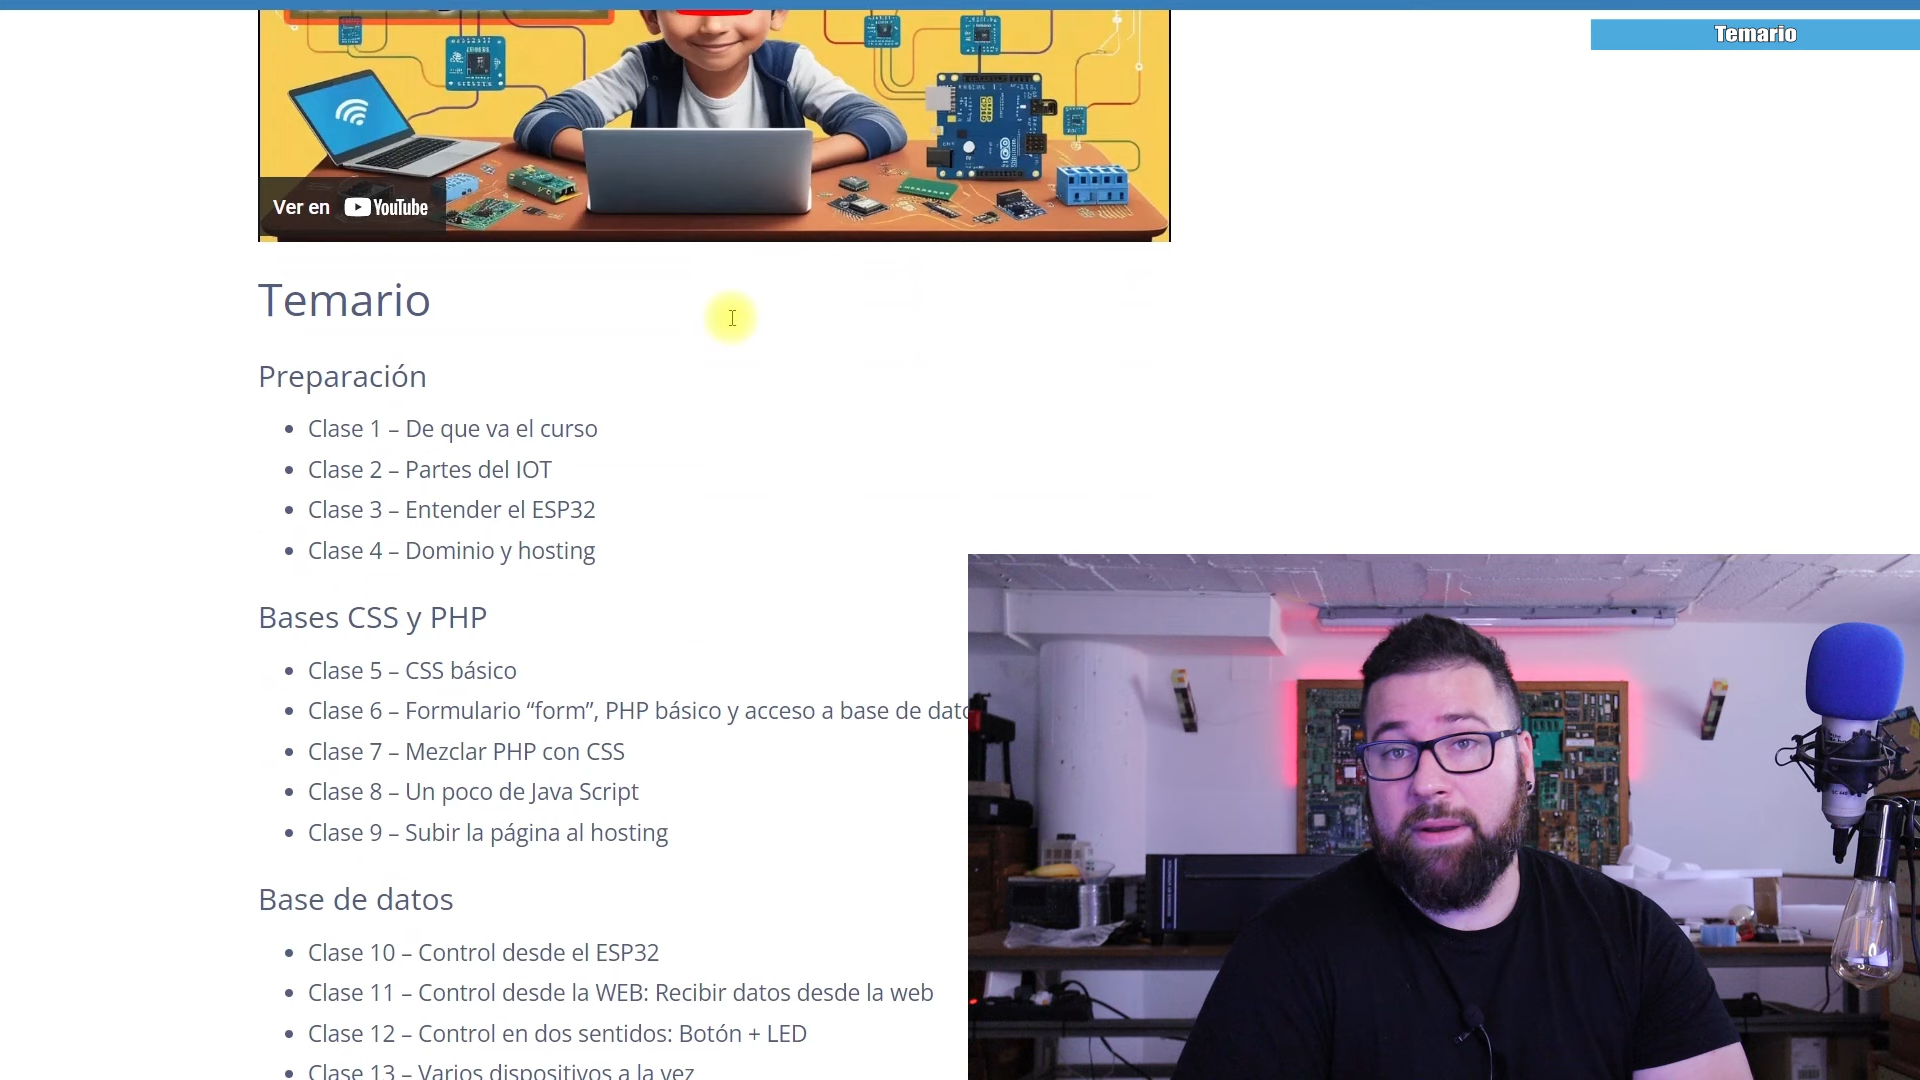 Temario
Ver en YouTube
Temario
Preparación
Clase 1 – De que va el curso
Clase 2 – Partes del IOT
Clase 3 – Entender el ESP32
Clase 4 – Dominio y hosting
Bases CSS y PHP
Clase 5 – CSS básico
Clase 6 – Formulario “form”, PHP básico y acceso a base de dato
Clase 7 – Mezclar PHP con CSS
Clase 8 – Un poco de Java Script
Clase 9 – Subir la página al hosting
Base de datos
Clase 10 – Control desde el ESP32
Clase 11 – Control desde la WEB: Recibir datos desde la web
Clase 12 – Control en dos sentidos: Botón + LED
Clase 13 – Varios dispositivos a la vez